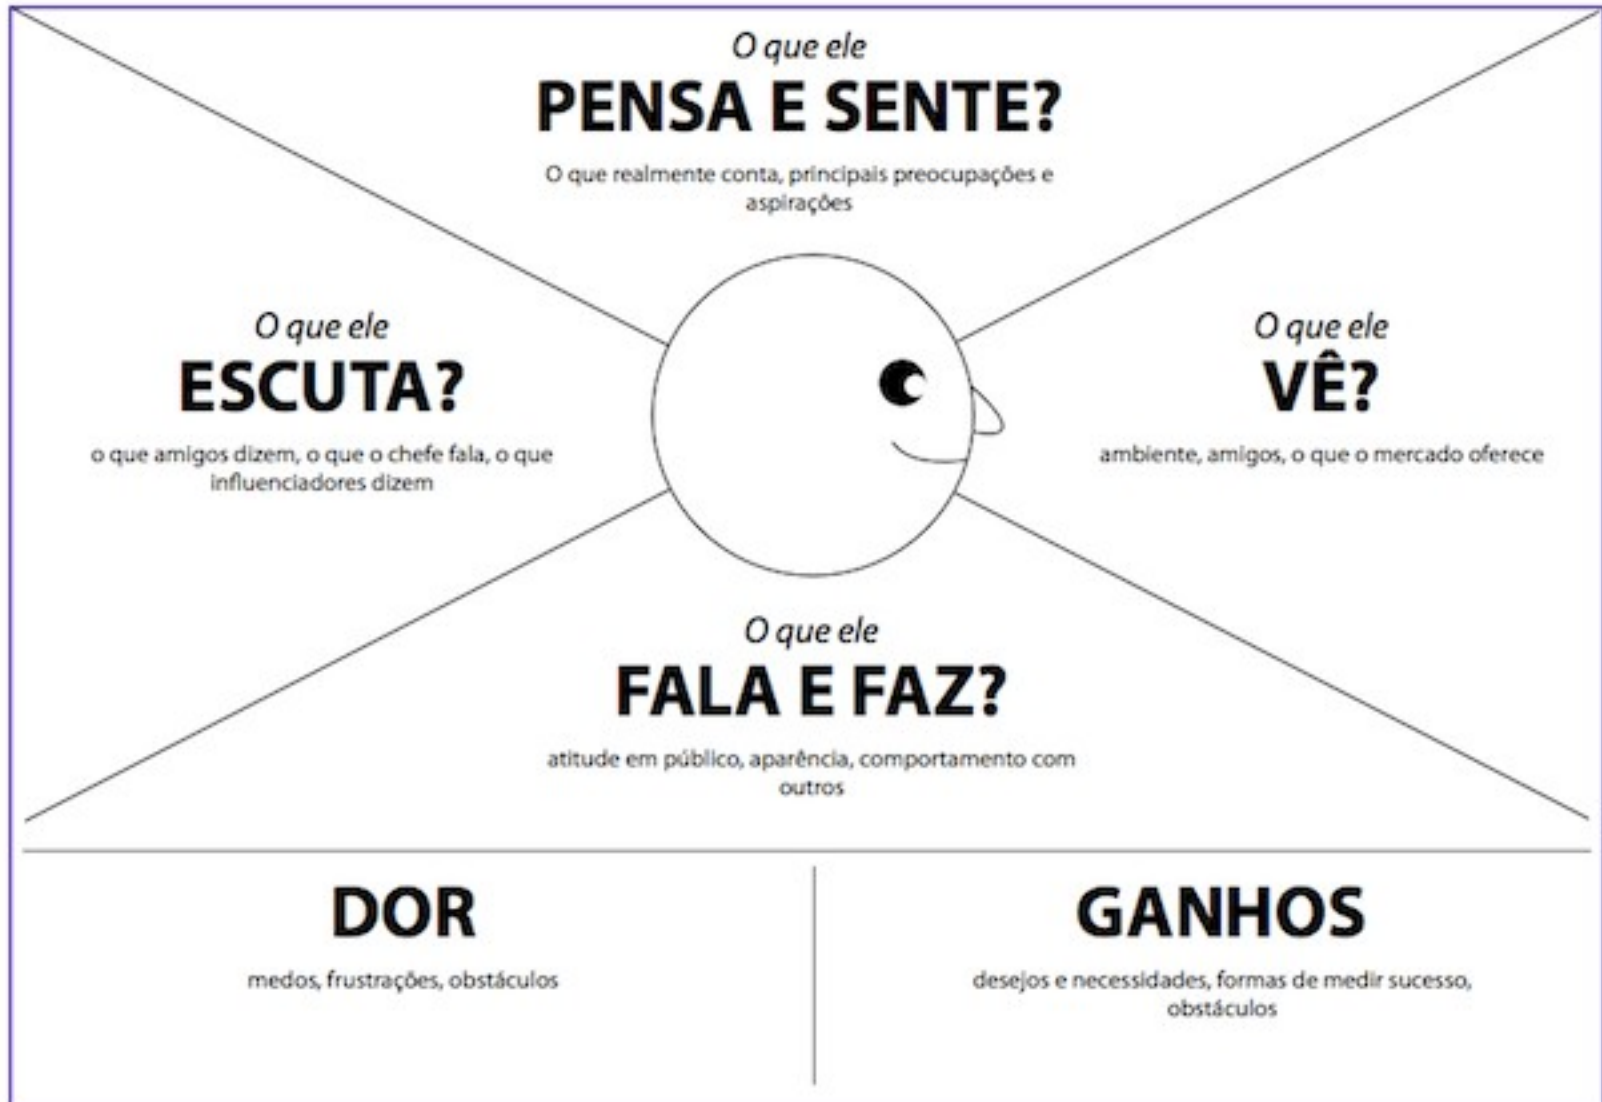 O que ele
PENSA E SENTE?
O que realmente conta, principais preocupações e
aspirações
O que ele
ESCUTA?
o que amigos dizem, o que o chefe fala, o que
influenciadores dizem
O que ele
VÊ?
ambiente, amigos, o que o mercado oferece
O que ele
FALA E FAZ?
atitude em público, aparência, comportamento com
outros
DOR
medos, frustrações, obstáculos
GANHOS
desejos e necessidades, formas de medir sucesso,
obstáculos